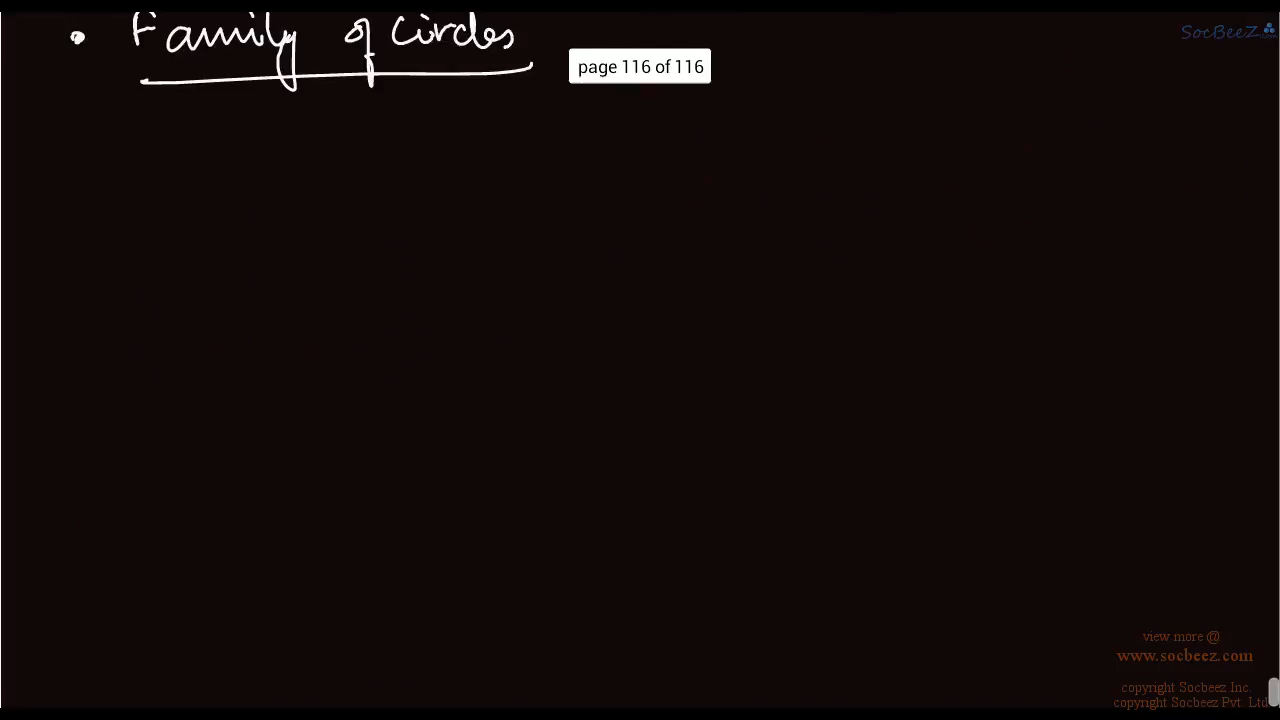 • Family of Circles
page 116 of 116
SocBeeZ.com
view more @
www.socbeez.com
copyright Socbeez Inc.
copyright Socbeez Pvt. Ltd